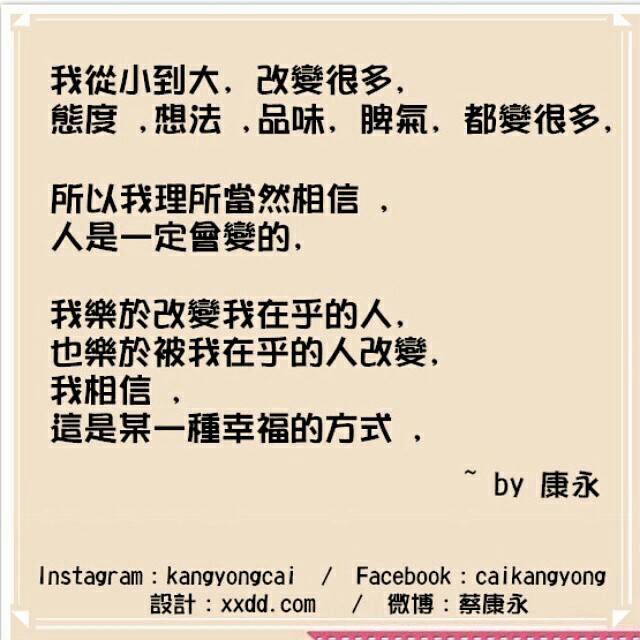 我從小到大, 改變很多,
態度 ,想法 ,品味, 脾氣, 都變很多,
所以我理所當然相信 ,
人是一定會變的,
我樂於改變我在乎的人,
也樂於被我在乎的人改變,
我相信 ,
這是某一種幸福的方式 ,
~ by 康永
Instagram：kangyongcai / Facebook：caikangyong
設計：xxdd.com / 微博：蔡康永